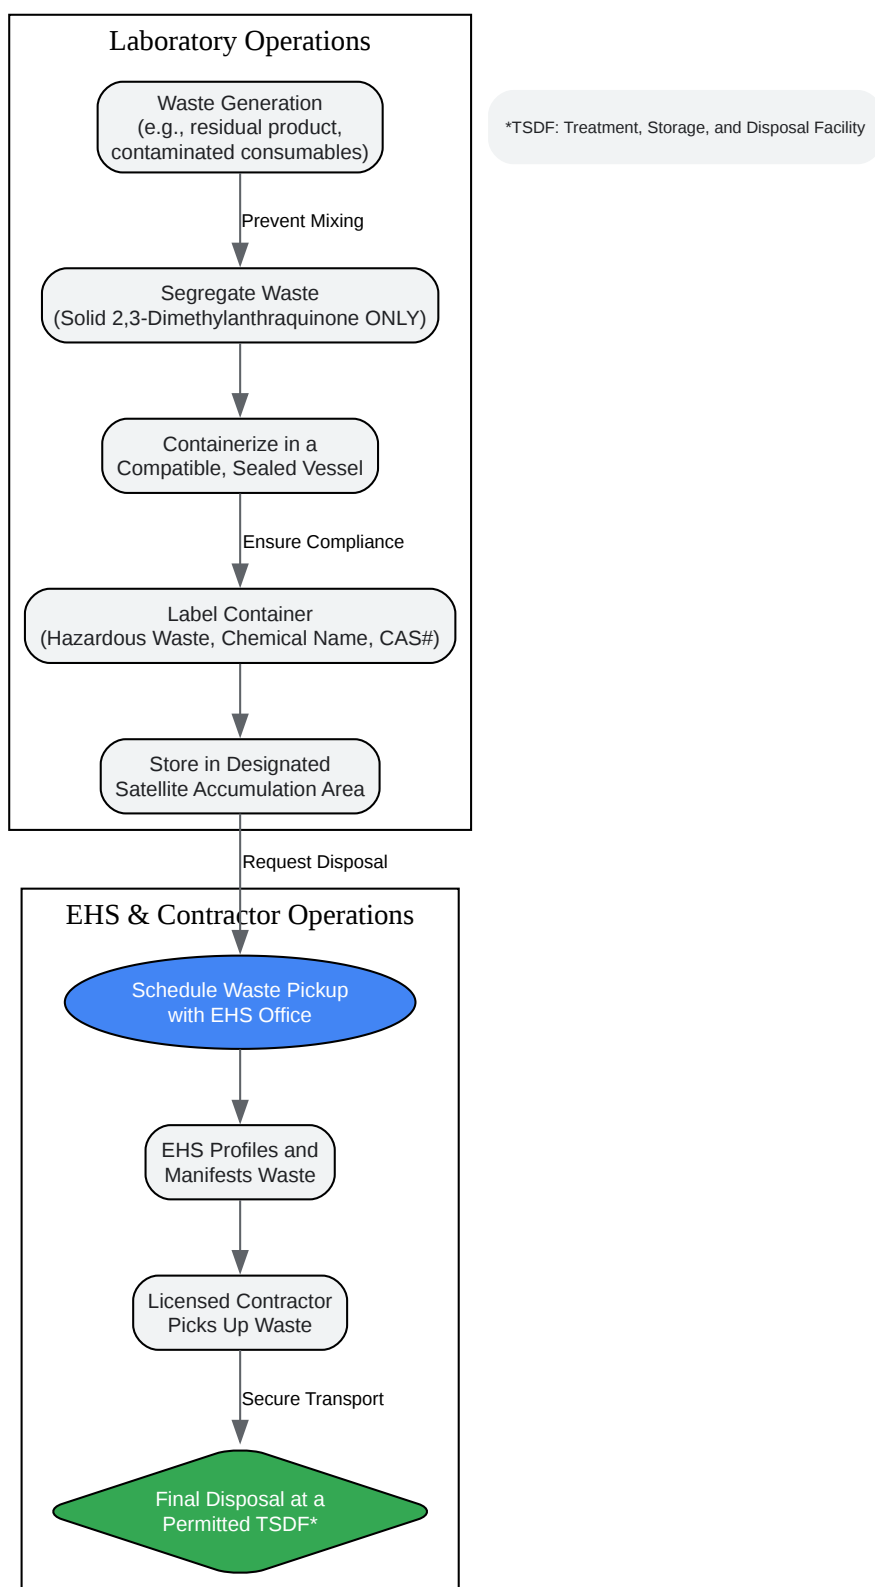 Laboratory Operations
Waste Generation
(e.g., residual product,
contaminated consumables)
*TSDF: Treatment, Storage, and Disposal Facility
Prevent Mixing
Segregate Waste
(Solid 2,3-Dimethylanthraquinone ONLY)
Containerize in a
Compatible, Sealed Vessel
Ensure Compliance
Label Container
(Hazardous Waste, Chemical Name, CAS#)
Store in Designated
Satellite Accumulation Area
Request Disposal
EHS & Contractor Operations
Schedule Waste Pickup
with EHS Office
EHS Profiles and
Manifests Waste
Licensed Contractor
Picks Up Waste
Secure Transport
Final Disposal at a
Permitted TSDF*